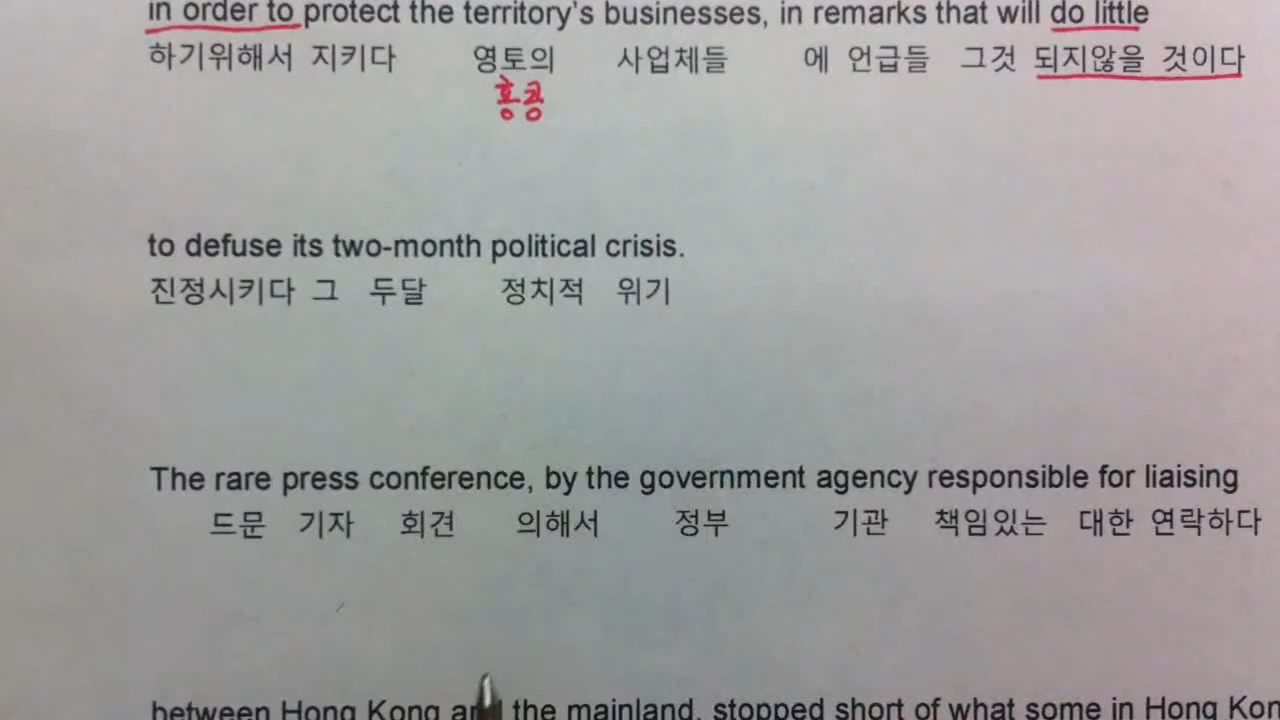 in order to protect the territory's businesses, in remarks that will do little
하기위해서 지키다 영토의 사업체들 에 언급들 그것 되지않을 것이다
홍콩
to defuse its two-month political crisis.
진정시키다 그 두달 정치적 위기
The rare press conference, by the government agency responsible for liaising
드문 기자 회견 의해서 정부 기관 책임있는 대한 연락하다
between Hong Kong the mainland, stopped short of what some in Hong